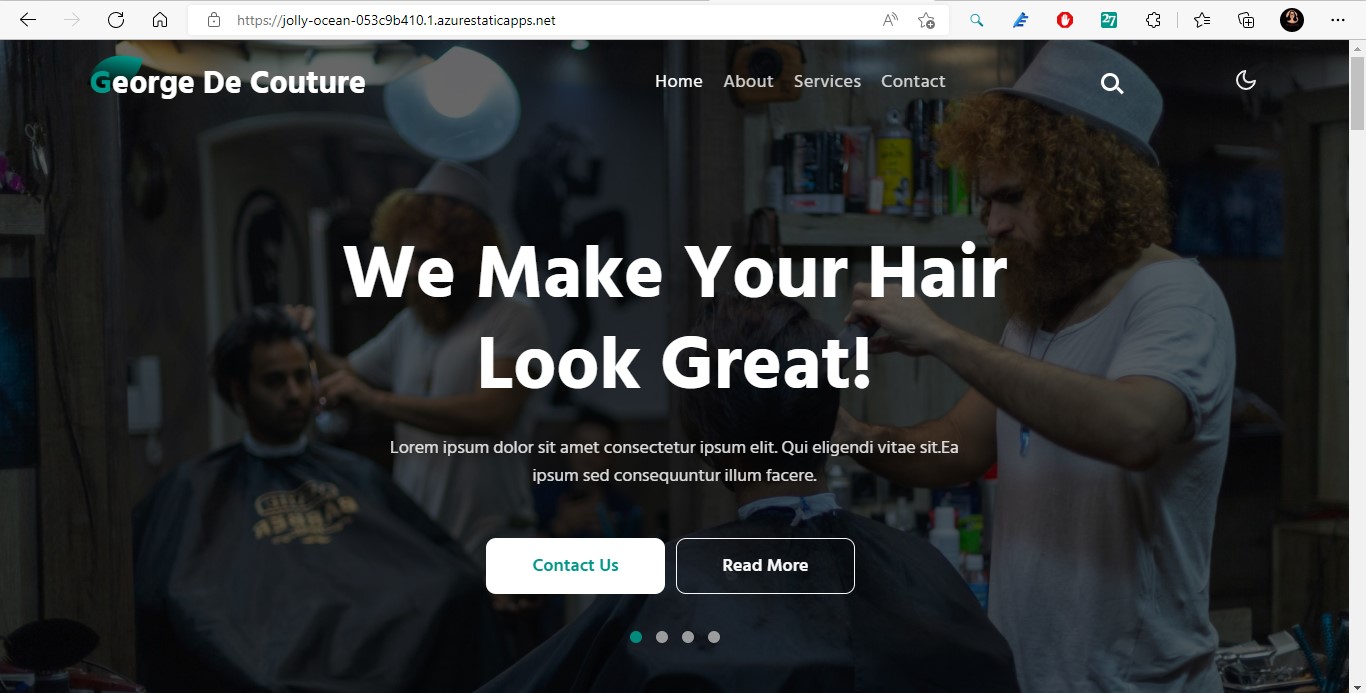 https://jolly-ocean-053c9b410.1.azurestaticapps.net
27
George De Couture
Home About Services Contact
We Make Your Hair
Look Great!
Lorem ipsum dolor sit amet consectetur ipsum elit. Qui eligendi vitae sit.Ea
ipsum sed consequuntur illum facere.
Contact Us Read More